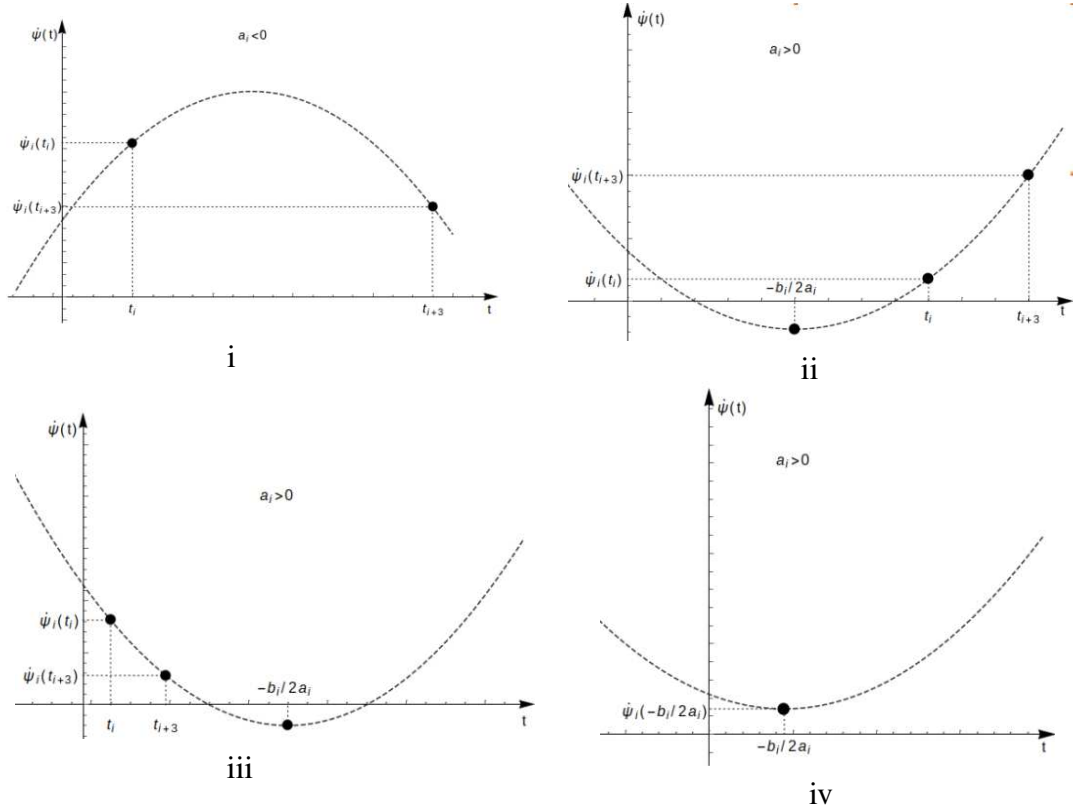 ψ̇(t)
a_i<0
ψ̇_i(t_i)
ψ̇_i(t_{i+3})
t_i
t_{i+3}
t
i
ψ̇(t)
a_i>0
ψ̇_i(t_{i+3})
ψ̇_i(t_i)
-b_i/2a_i
t_i
t_{i+3}
t
ii
ψ̇(t)
a_i>0
ψ̇_i(t_i)
ψ̇_i(t_{i+3})
-b_i/2a_i
t_i
t_{i+3}
t
iii
ψ̇(t)
a_i>0
ψ̇_i(-b_i/2a_i)
-b_i/2a_i
t
iv